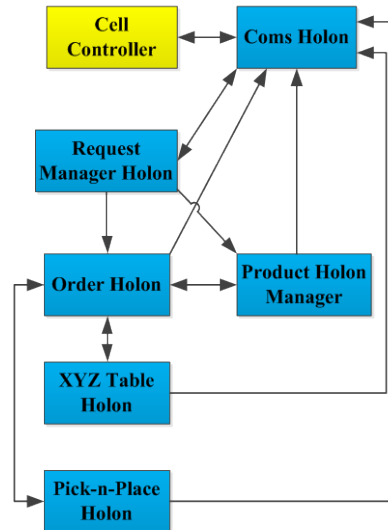 Cell
Controller
Coms Holon
Request
Manager Holon
Order Holon
Product Holon
Manager
XYZ Table
Holon
Pick-n-Place
Holon